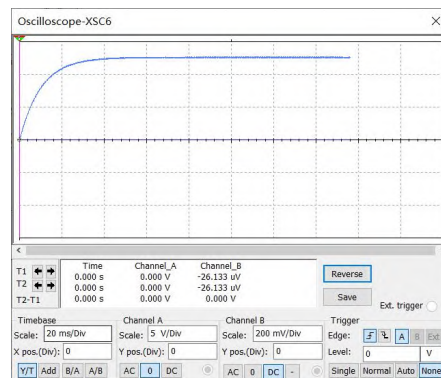 Oscilloscope-XSC6
Time Channel_A Channel_B
T1 0.000 s 0.000 V -26.133 uV
T2 0.000 s 0.000 V -26.133 uV
T2-T1 0.000 s 0.000 V 0.000 V
Reverse
Save
Ext. trigger
Timebase
Scale: 20 ms/Div
X pos.(Div): 0
Y/T Add B/A A/B
Channel A
Scale: 5 V/Div
Y pos.(Div): 0
AC 0 DC
Channel B
Scale: 200 mV/Div
Y pos.(Div): 0
AC 0 DC -
Trigger
Edge: A B Ext
Level: 0 V
Single Normal Auto None